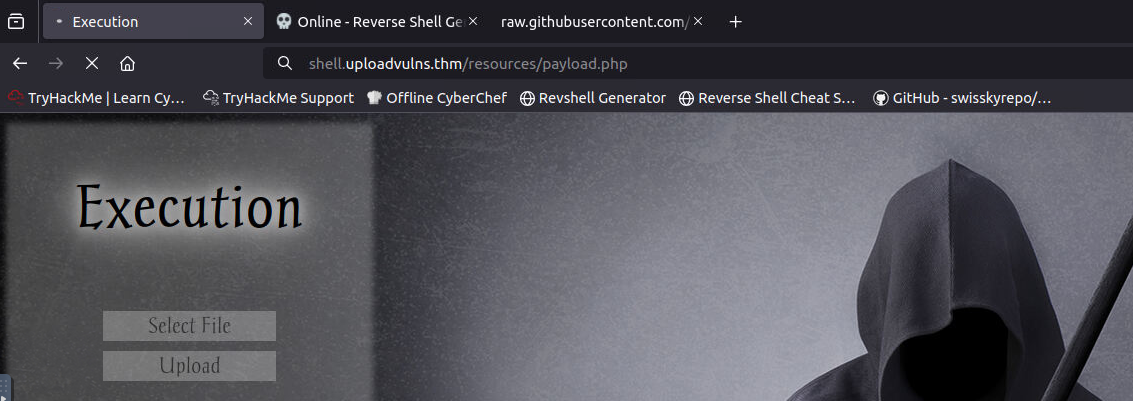 Execution
Online - Reverse Shell Ge
raw.githubusercontent.com/
shell.uploadvulns.thm/resources/payload.php
TryHackMe | Learn Cy…
TryHackMe Support
Offline CyberChef
Revshell Generator
Reverse Shell Cheat S…
GitHub - swisskyrepo/…
Execution
Select File
Upload